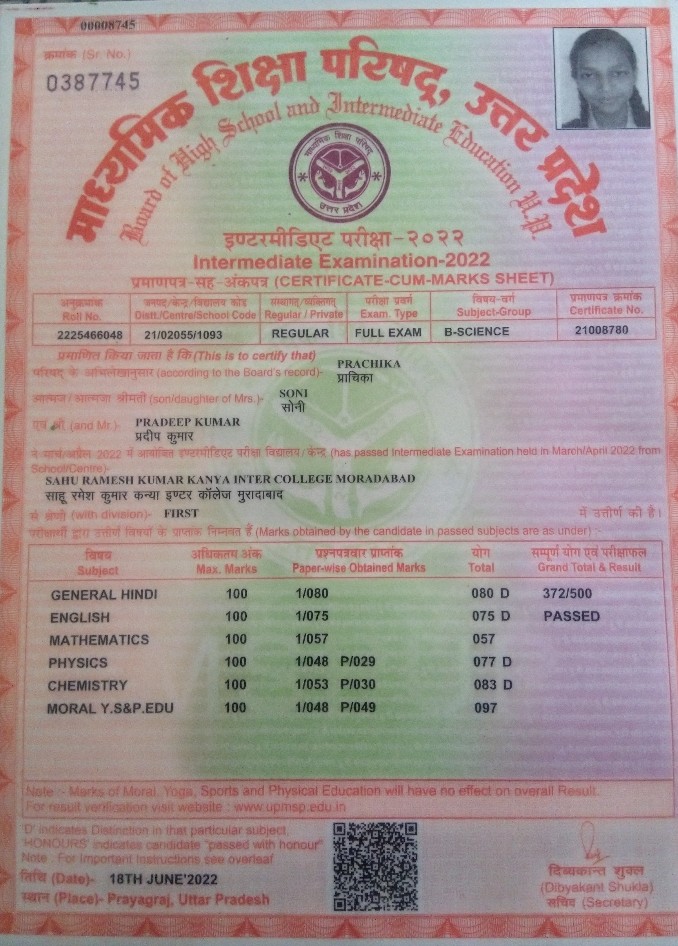 00008745
क्रमांक (Sr. No.)
0387745
माध्यमिक शिक्षा परिषद्, उत्तर प्रदेश
Board of High School and Intermediate Education U.P.
माध्यमिक शिक्षा परिषद्
उत्तर प्रदेश
इण्टरमीडिएट परीक्षा-२०२२
Intermediate Examination-2022
प्रमाणपत्र-सह-अंकपत्र (CERTIFICATE-CUM-MARKS SHEET)
अनुक्रमांक जनपद/केन्द्र/विद्यालय कोड संस्थागत/व्यक्तिगत परीक्षा प्रवर्ग विषय-वर्ग प्रमाणपत्र क्रमांक
Roll No. Distt./Centre/School Code Regular / Private Exam. Type Subject-Group Certificate No.
2225466048 21/02055/1093 REGULAR FULL EXAM B-SCIENCE 21008780
प्रमाणित किया जाता है कि (This is to certify that)
PRACHIKA
परिषद् के अभिलेखानुसार (according to the Board's record)- प्राचिका
SONI
आत्मज/आत्मजा श्रीमती (son/daughter of Mrs.)- सोनी
PRADEEP KUMAR
एवं श्री (and Mr.)- प्रदीप कुमार
ने मार्च/अप्रैल 2022 में आयोजित इण्टरमीडिएट परीक्षा विद्यालय/केन्द्र (has passed Intermediate Examination held in March/April 2022 from
School/Centre)-
SAHU RAMESH KUMAR KANYA INTER COLLEGE MORADABAD
साहू रमेश कुमार कन्या इण्टर कॉलेज मुरादाबाद
से श्रेणी (with division)- FIRST में उत्तीर्ण की है।
परीक्षार्थी द्वारा उत्तीर्ण विषयों के प्राप्तांक निम्नवत हैं (Marks obtained by the candidate in passed subjects are as under) :-
विषय अधिकतम अंक प्रश्नपत्रवार प्राप्तांक योग सम्पूर्ण योग एवं परीक्षाफल
Subject Max. Marks Paper-wise Obtained Marks Total Grand Total & Result
GENERAL HINDI 100 1/080 080 D 372/500
ENGLISH 100 1/075 075 D PASSED
MATHEMATICS 100 1/057 057
PHYSICS 100 1/048 P/029 077 D
CHEMISTRY 100 1/053 P/030 083 D
MORAL Y.S&P.EDU 100 1/048 P/049 097
Note :- Marks of Moral, Yoga, Sports and Physical Education will have no effect on overall Result.
For result verification visit website : www.upmsp.edu.in
'D' indicates Distinction in that particular subject.
'HONOURS' indicates candidate "passed with honour"
Note : For Important Instructions see overleaf
तिथि (Date)- 18TH JUNE'2022
स्थान (Place)- Prayagraj, Uttar Pradesh
दिब्यकान्त शुक्ल
(Dibyakant Shukla)
सचिव (Secretary)